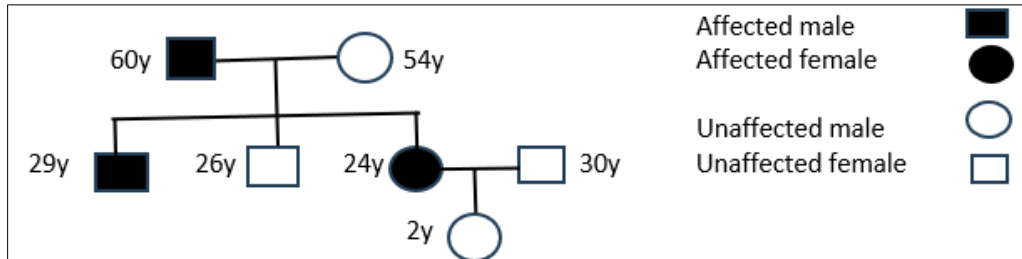 60y
54y
29y
26y
24y
30y
2y
Affected male
Affected female
Unaffected male
Unaffected female